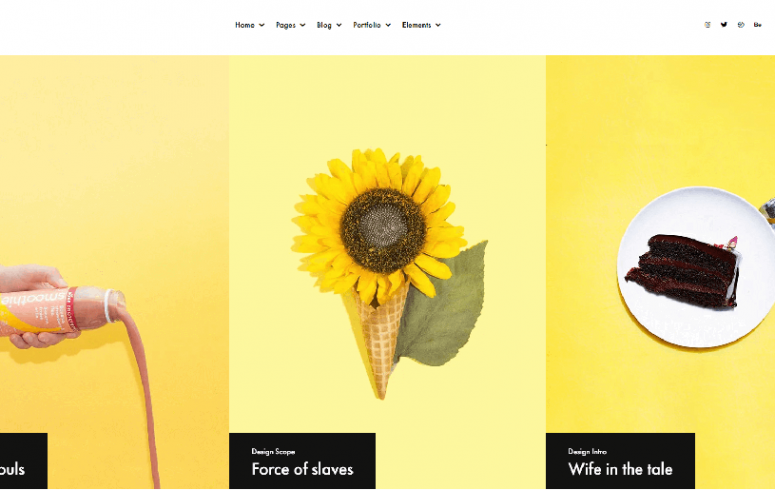 Home Pages Blog Portfolio Elements
Be
smoothie
ouls
Design Scope
Force of slaves
Design Intro
Wife in the tale